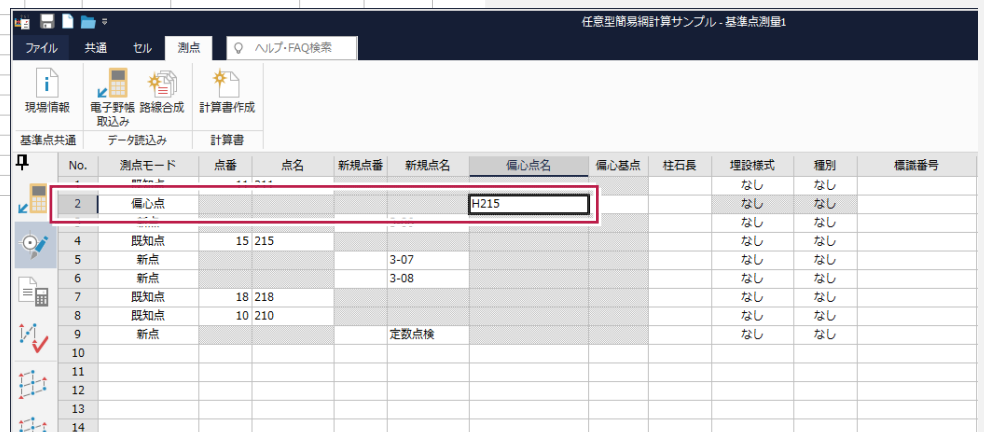 任意型簡易網計算サンプル - 基準点測量1
ファイル 共通 セル 測点 ヘルプ・FAQ検索
現場情報 電子野帳 取込み 路線合成 計算書作成
基準点共通 データ読込み 計算書
No. 測点モード 点番 点名 新規点番 新規点名 偏心点名 偏心基点 柱石長 埋設様式 種別 標識番号
なし なし
2 偏心点 H215 なし なし
なし なし
4 既知点 15 215 なし なし
5 新点 3-07 なし なし
6 新点 3-08 なし なし
7 既知点 18 218 なし なし
8 既知点 10 210 なし なし
9 新点 定数点検 なし なし
10
11
12
13
14